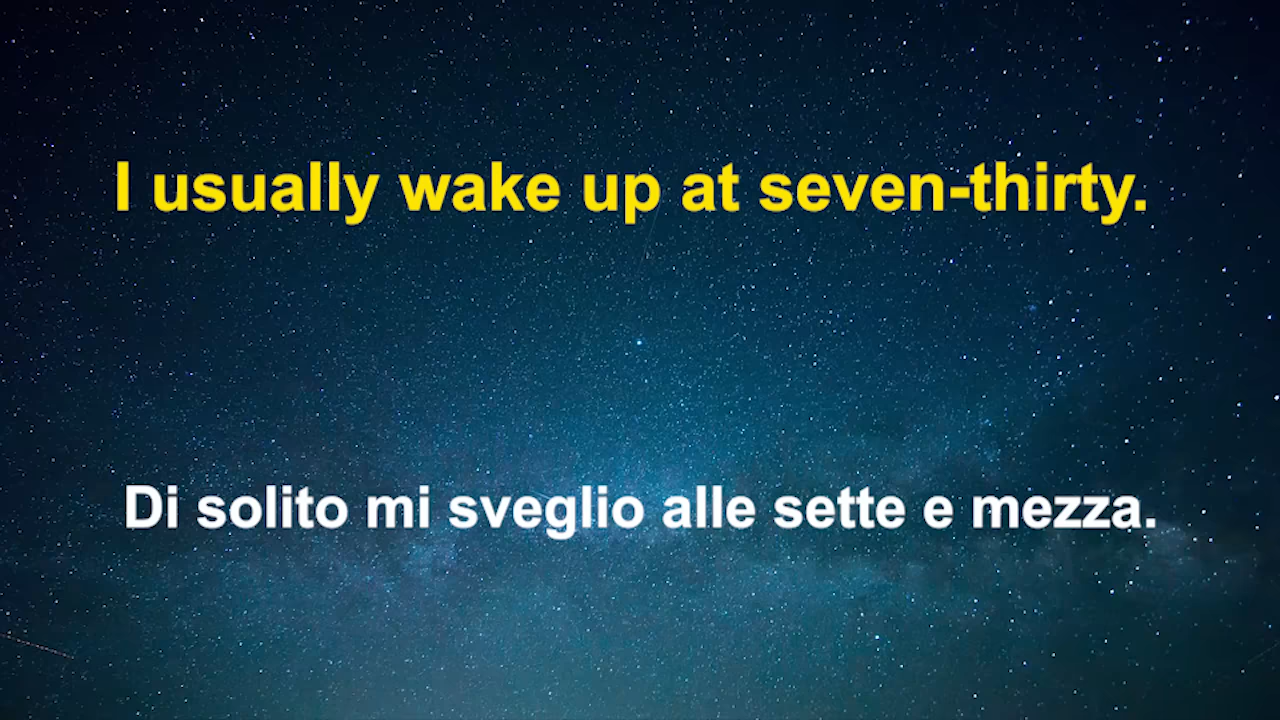 I usually wake up at seven-thirty.
Di solito mi sveglio alle sette e mezza.